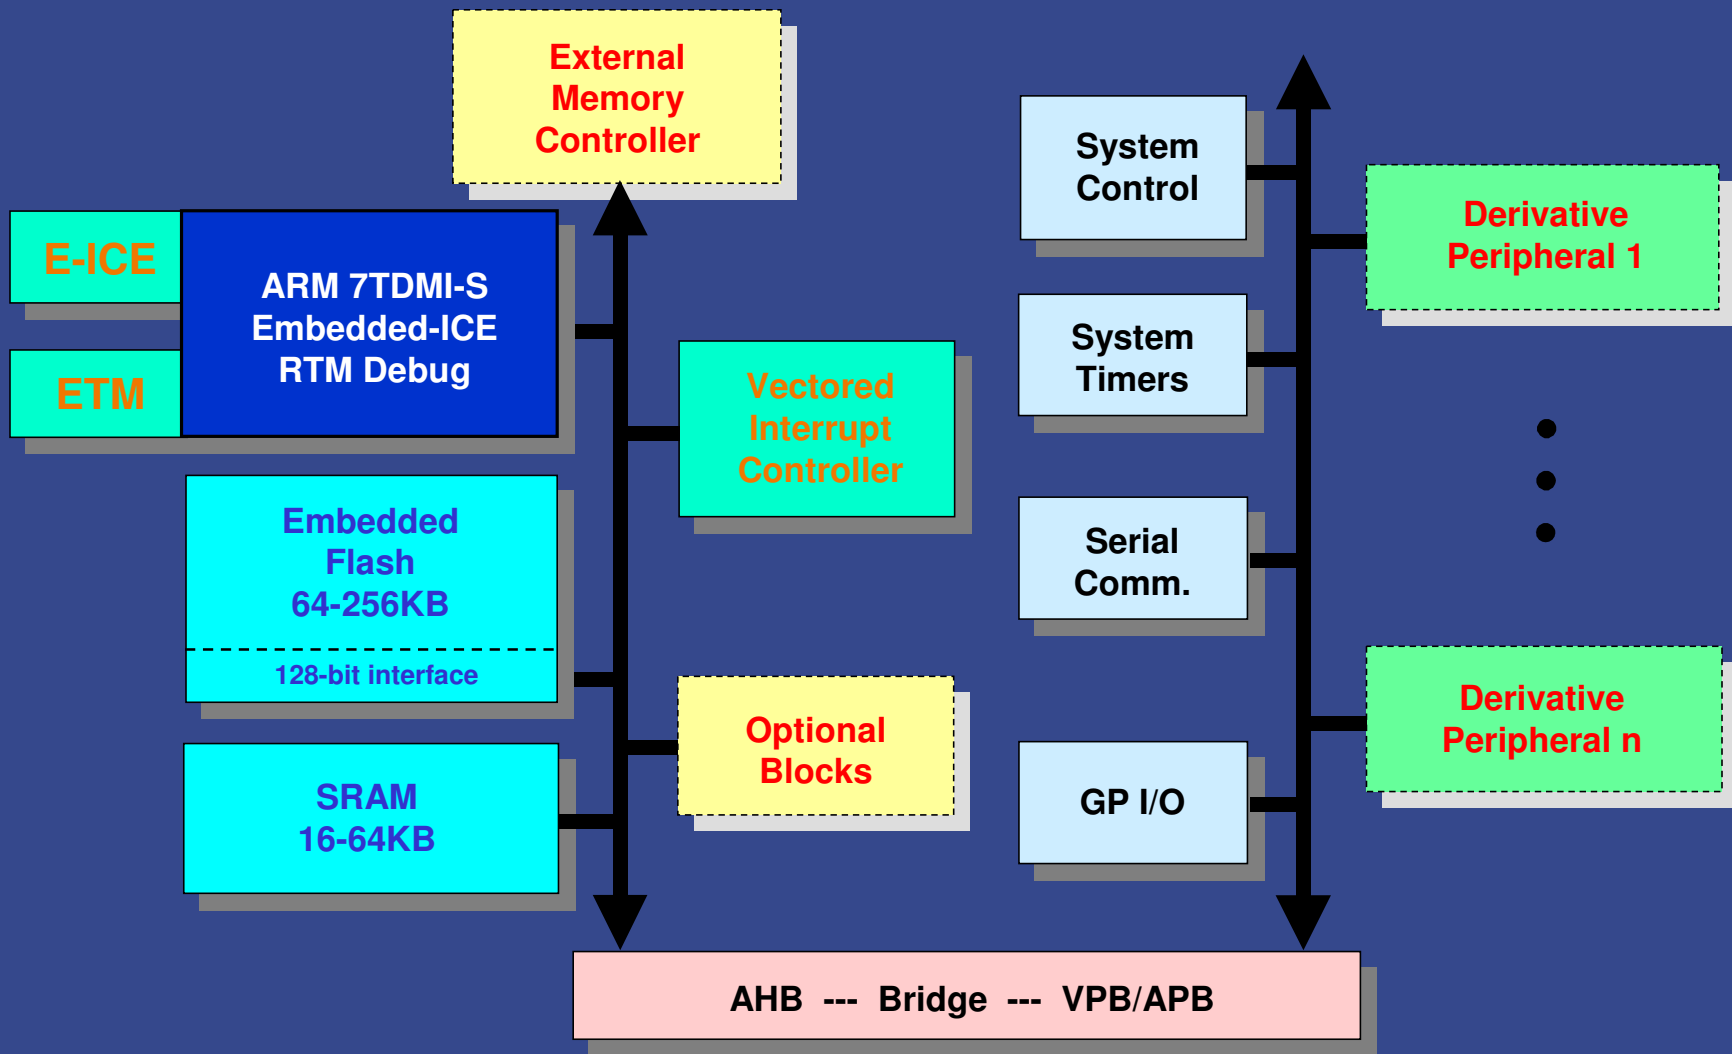 External
Memory
Controller
E-ICE
ARM 7TDMI-S
Embedded-ICE
RTM Debug
ETM
Vectored
Interrupt
Controller
Embedded
Flash
64-256KB
128-bit interface
Optional
Blocks
SRAM
16-64KB
System
Control
Derivative
Peripheral 1
System
Timers
Serial
Comm.
Derivative
Peripheral n
GP I/O
AHB --- Bridge --- VPB/APB